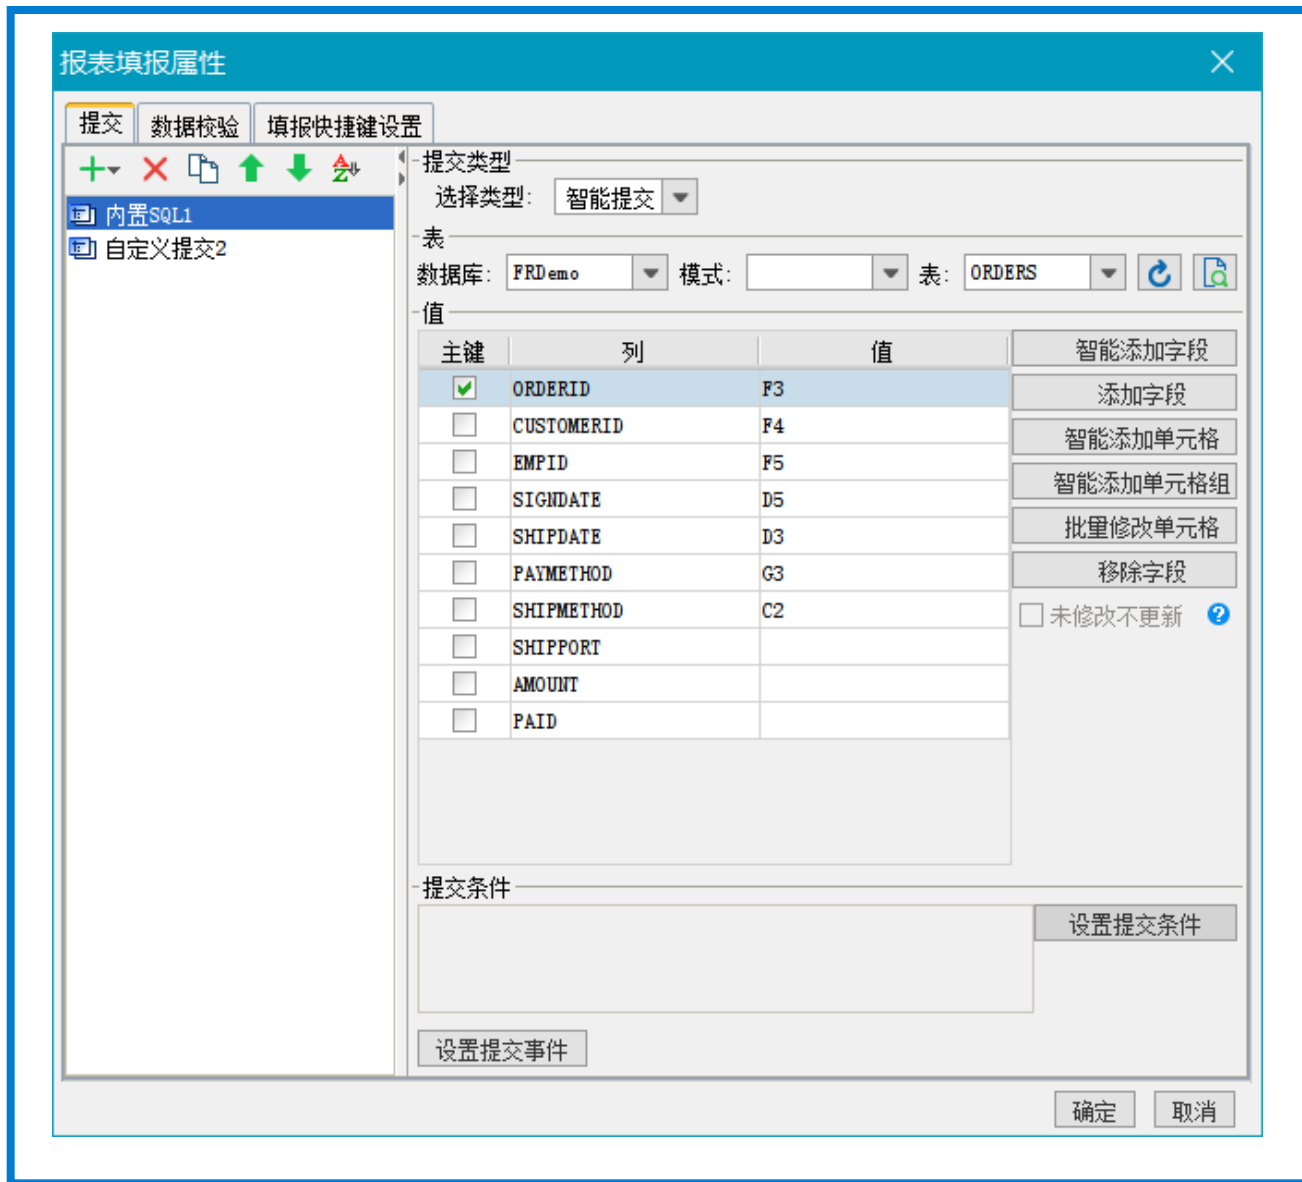 报表填报属性
提交 数据校验 填报快捷键设置
内置SQL1
自定义提交2
提交类型
选择类型: 智能提交
表
数据库: FRDemo 模式: 表: ORDERS
值
主键 列 值
ORDERID F3
CUSTOMERID F4
EMPID F5
SIGNDATE D5
SHIPDATE D3
PAYMETHOD G3
SHIPMETHOD C2
SHIPPORT
AMOUNT
PAID
智能添加字段
添加字段
智能添加单元格
智能添加单元格组
批量修改单元格
移除字段
未修改不更新 ?
提交条件
设置提交条件
设置提交事件
确定 取消